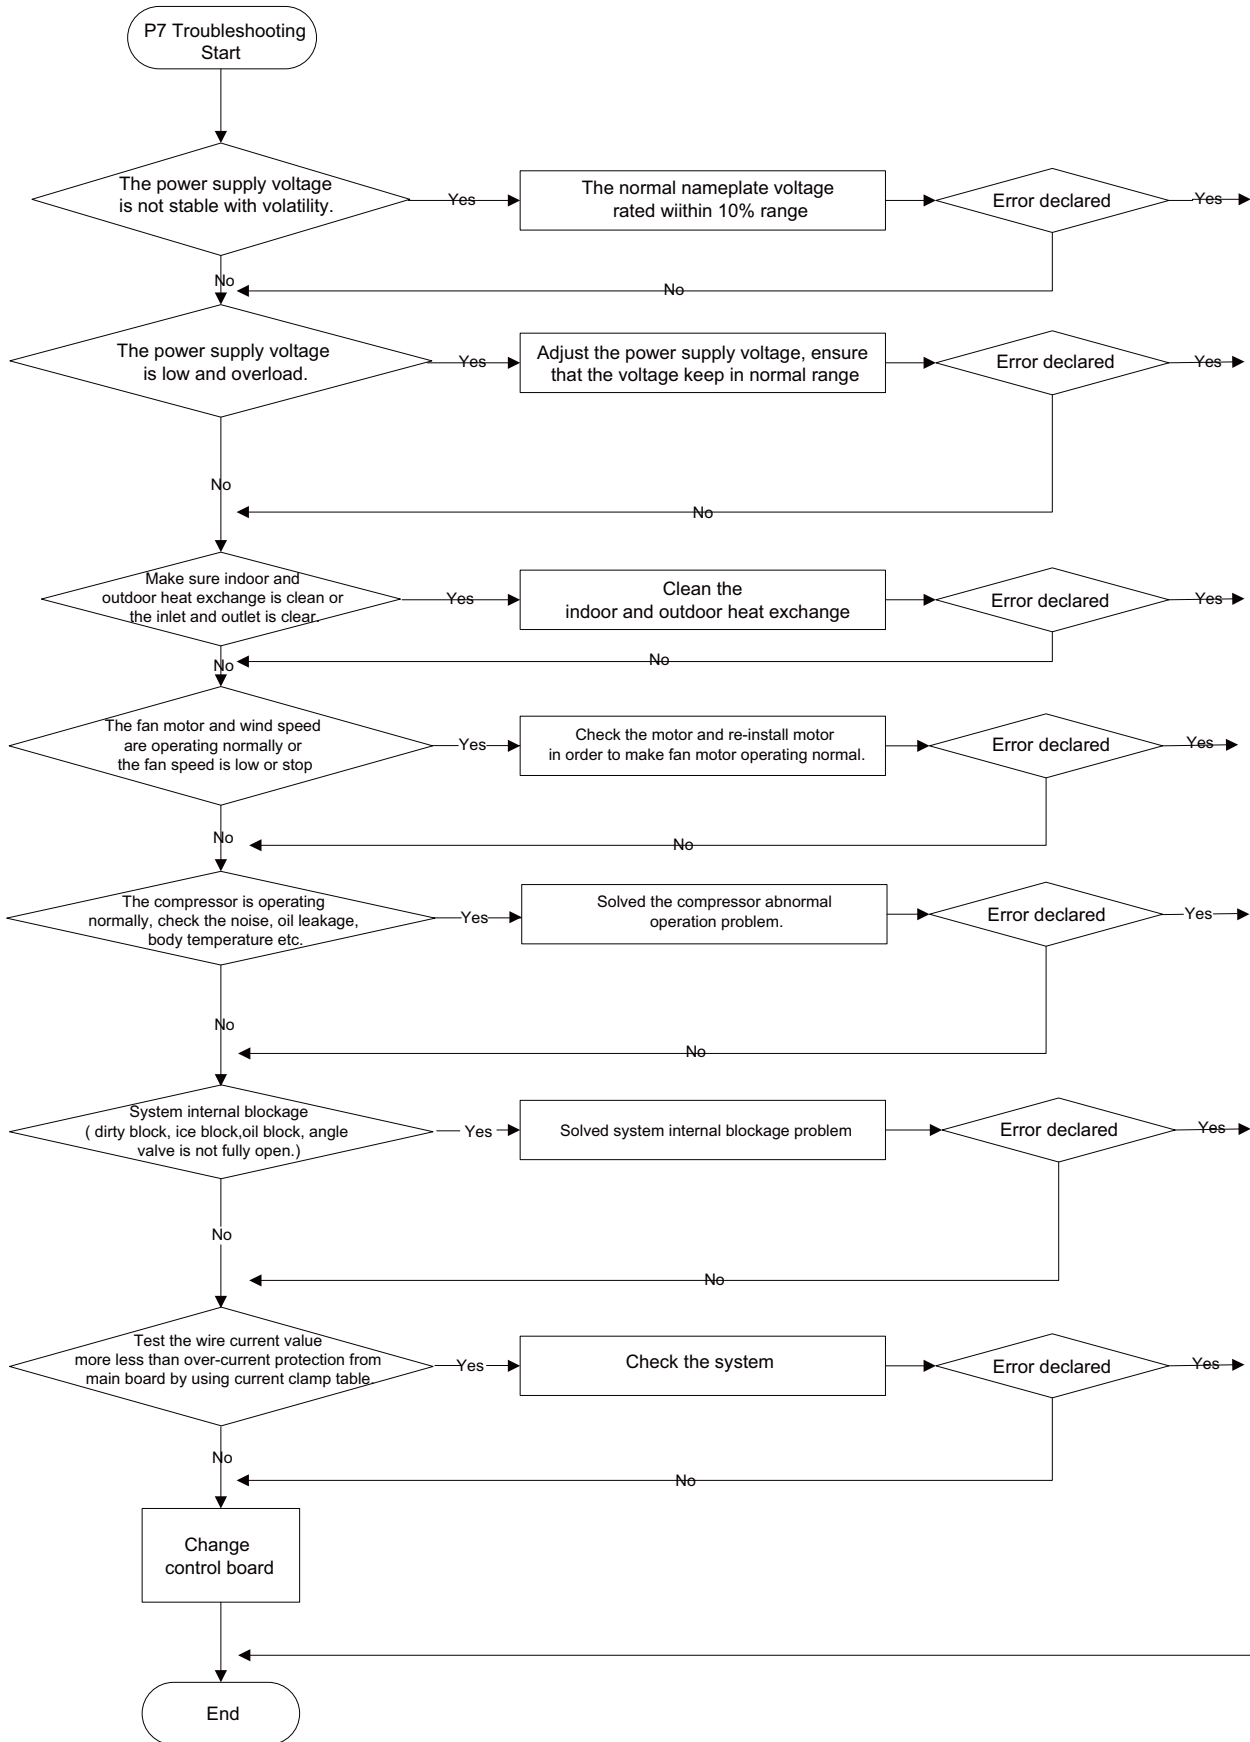 P7 Troubleshooting
Start
The power supply voltage
is not stable with volatility.
Yes
The normal nameplate voltage
rated wiithin 10% range
Error declared
Yes
No
No
The power supply voltage
is low and overload.
Yes
Adjust the power supply voltage, ensure
that the voltage keep in normal range
Error declared
Yes
No
No
Make sure indoor and
outdoor heat exchange is clean or
the inlet and outlet is clear.
Yes
Clean the
indoor and outdoor heat exchange
Error declared
Yes
No
No
The fan motor and wind speed
are operating normally or
the fan speed is low or stop
Yes
Check the motor and re-install motor
in order to make fan motor operating normal.
Error declared
Yes
No
No
The compressor is operating
normally, check the noise, oil leakage,
body temperature etc.
Yes
Solved the compressor abnormal
operation problem.
Error declared
Yes
No
No
System internal blockage
( dirty block, ice block,oil block, angle
valve is not fully open.)
Yes
Solved system internal blockage problem
Error declared
Yes
No
No
Test the wire current value
more less than over-current protection from
main board by using current clamp table.
Yes
Check the system
Error declared
Yes
No
No
Change
control board
End